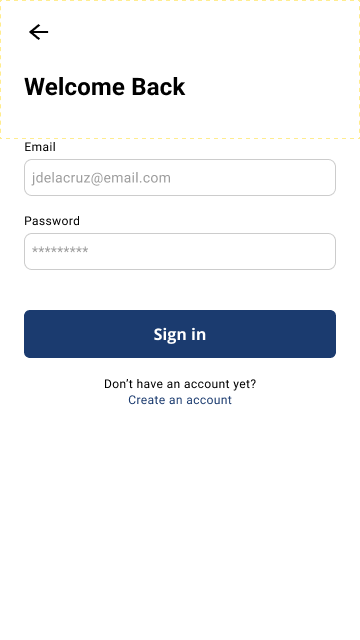 Welcome Back
Email
jdelacruz@email.com
Password
*********
Sign in
Don't have an account yet?
Create an account